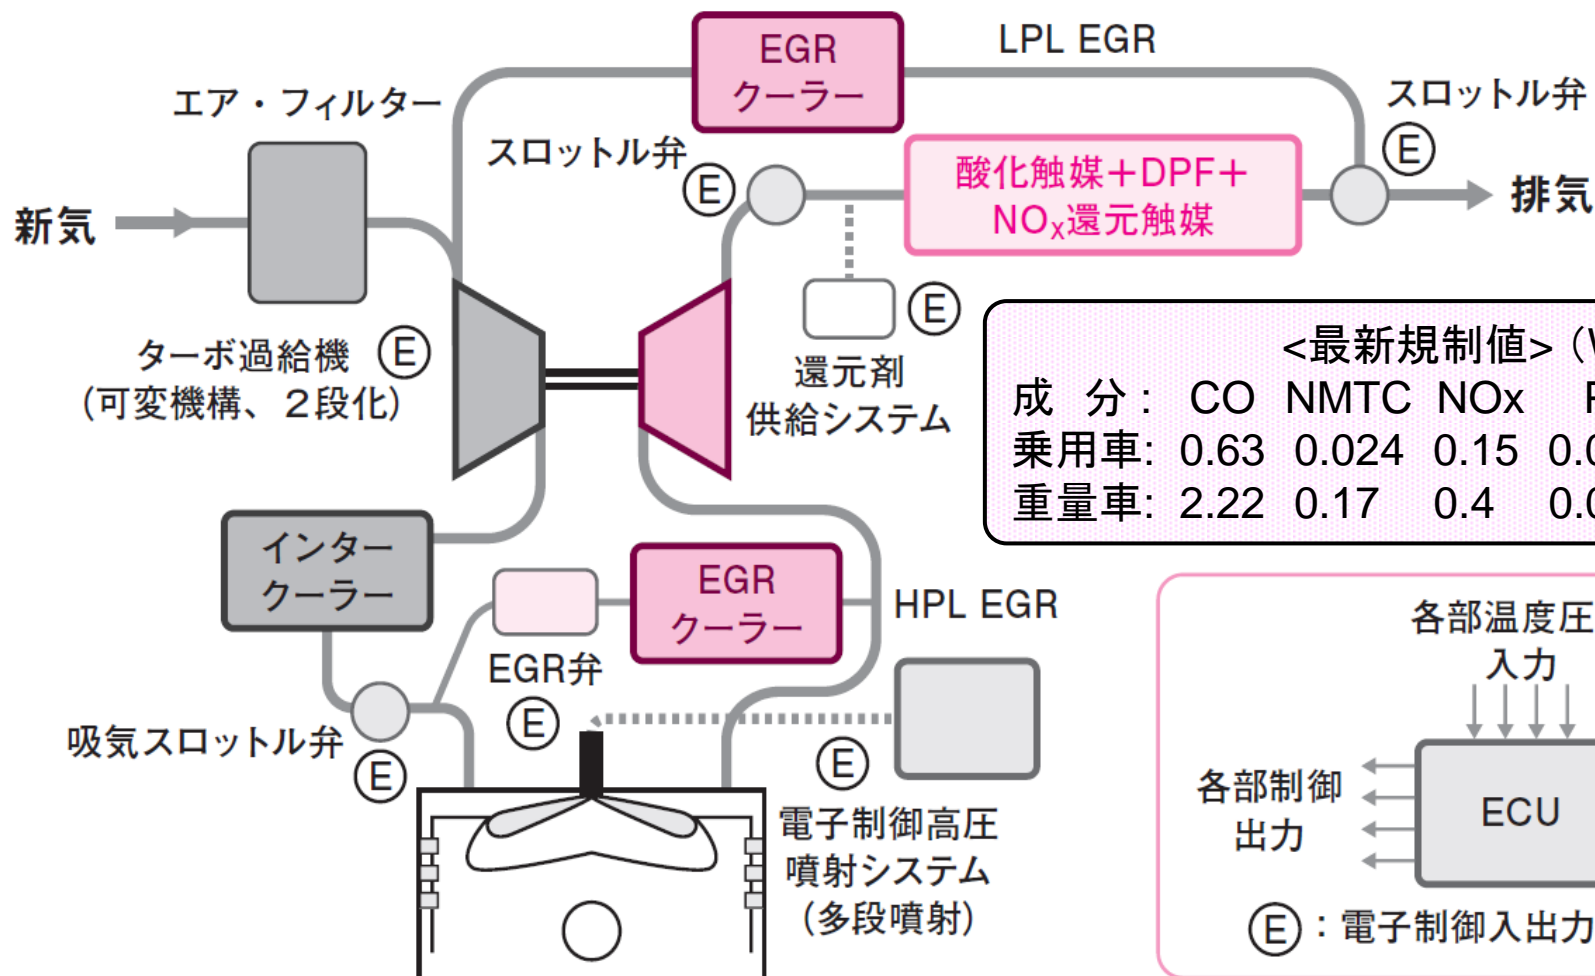 EGR
クーラー
LPL EGR
エア・フィルター
スロットル弁
E
スロットル弁
E
酸化触媒+DPF+
NOx還元触媒
新気
排気
E
ターボ過給機
(可変機構、2段化)
E
還元剤
供給システム
<最新規制値>
成 分: CO NMTC NOx
乗用車: 0.63 0.024 0.15
重量車: 2.22 0.17 0.4
インター
クーラー
EGR
クーラー
HPL EGR
EGR弁
E
吸気スロットル弁
E
E
電子制御高圧
噴射システム
(多段噴射)
各部温度圧
入力
各部制御
出力
ECU
E:電子制御入出力